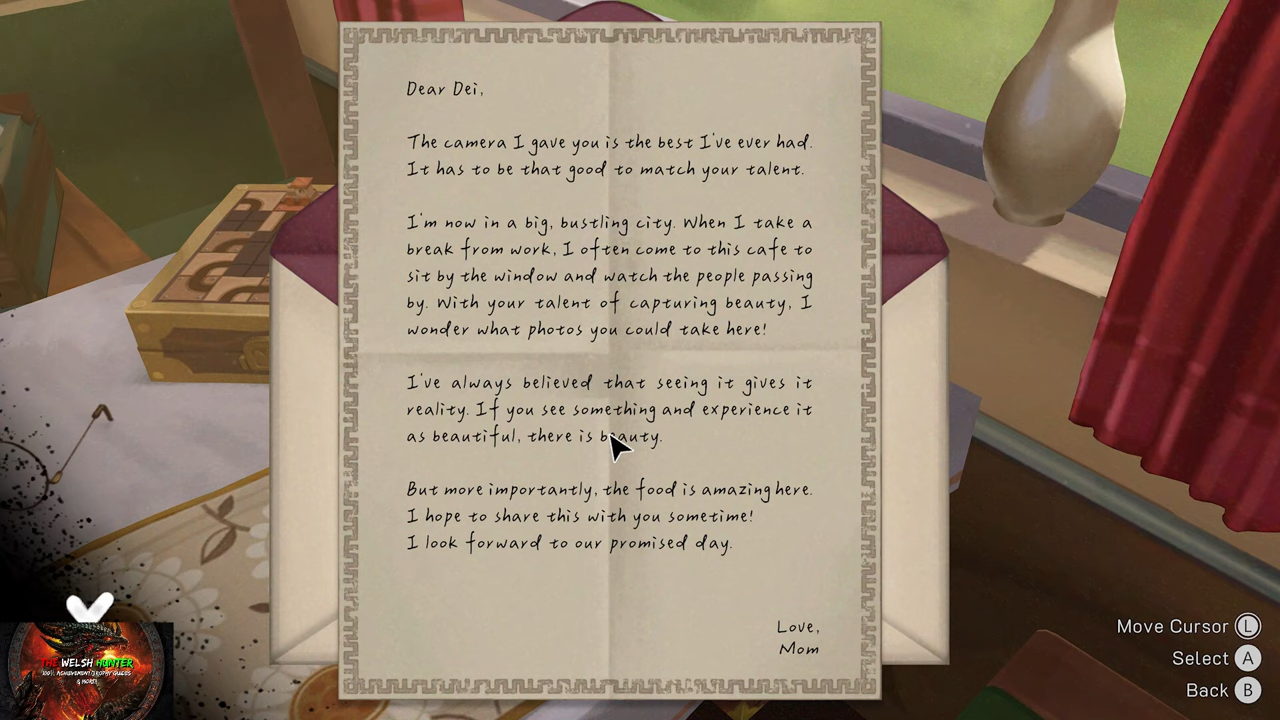 Dear Dei,
The camera I gave you is the best I've ever had.
It has to be that good to match your talent.
I'm now in a big, bustling city. When I take a
break from work, I often come to this cafe to
sit by the window and watch the people passing
by. With your talent of capturing beauty, I
wonder what photos you could take here!
I've always believed that seeing it gives it
reality. If you see something and experience it
as beautiful, there is beauty.
But more importantly, the food is amazing here.
I hope to share this with you sometime!
I look forward to our promised day.
Love,
Mom
Move Cursor L
Select A
Back B
THE WELSH HUNTER
100% ACHIEVEMENT/TROPHY GUIDES
& MORE!